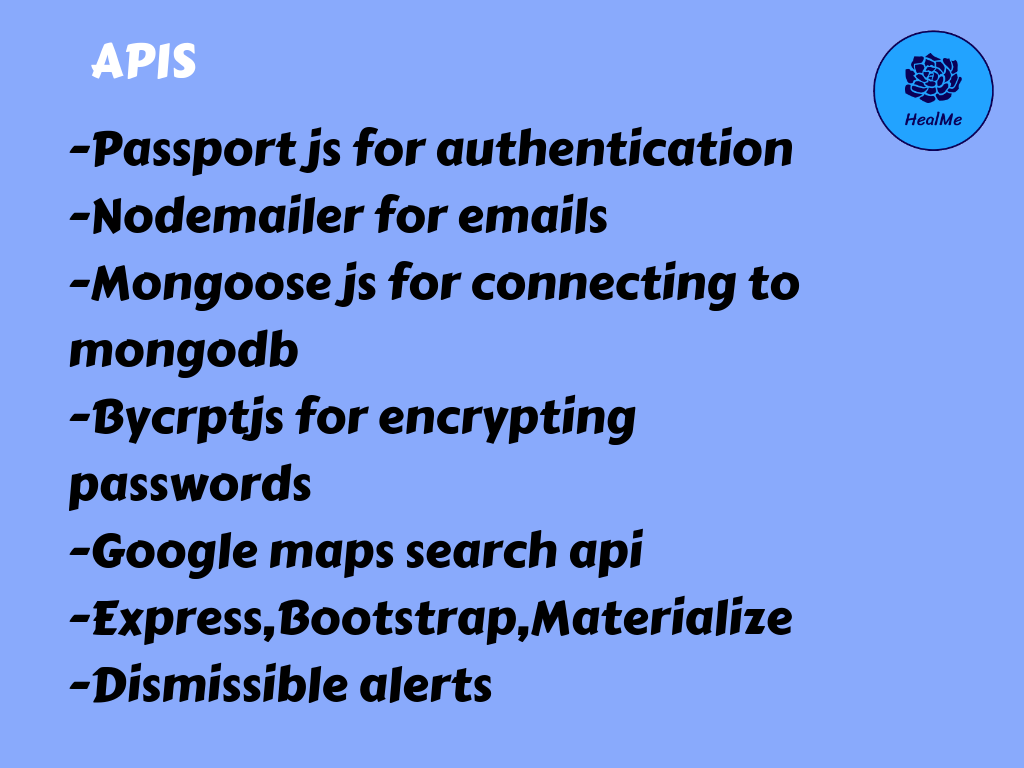 APIS
HealMe
-Passport js for authentication
-Nodemailer for emails
-Mongoose js for connecting to
mongodb
-Bycrptjs for encrypting
passwords
-Google maps search api
-Express,Bootstrap,Materialize
-Dismissible alerts